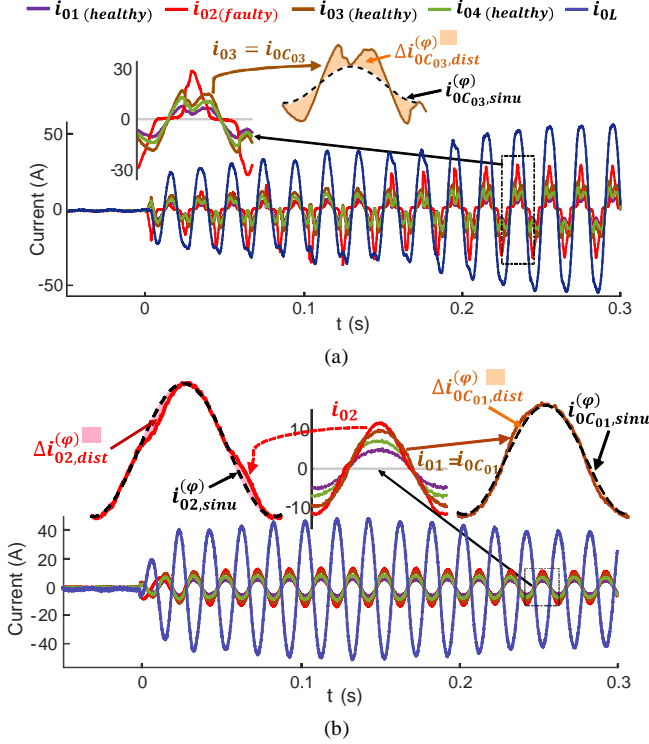 i01 (healthy) i02(faulty) i03 (healthy) i04 (healthy) i0L
i03 = i0C03
Δi(φ)0C03,dist
i(φ)0C03,sinu
30
0
-30
50
0
-50
Current (A)
0 0.1 0.2 0.3
t (s)
(a)
Δi(φ)02,dist
i(φ)02,sinu
i02
10
0
-10
i01 = i0C01
Δi(φ)0C01,dist
i(φ)0C01,sinu
40
20
0
-20
-40
Current (A)
0 0.1 0.2 0.3
t (s)
(b)